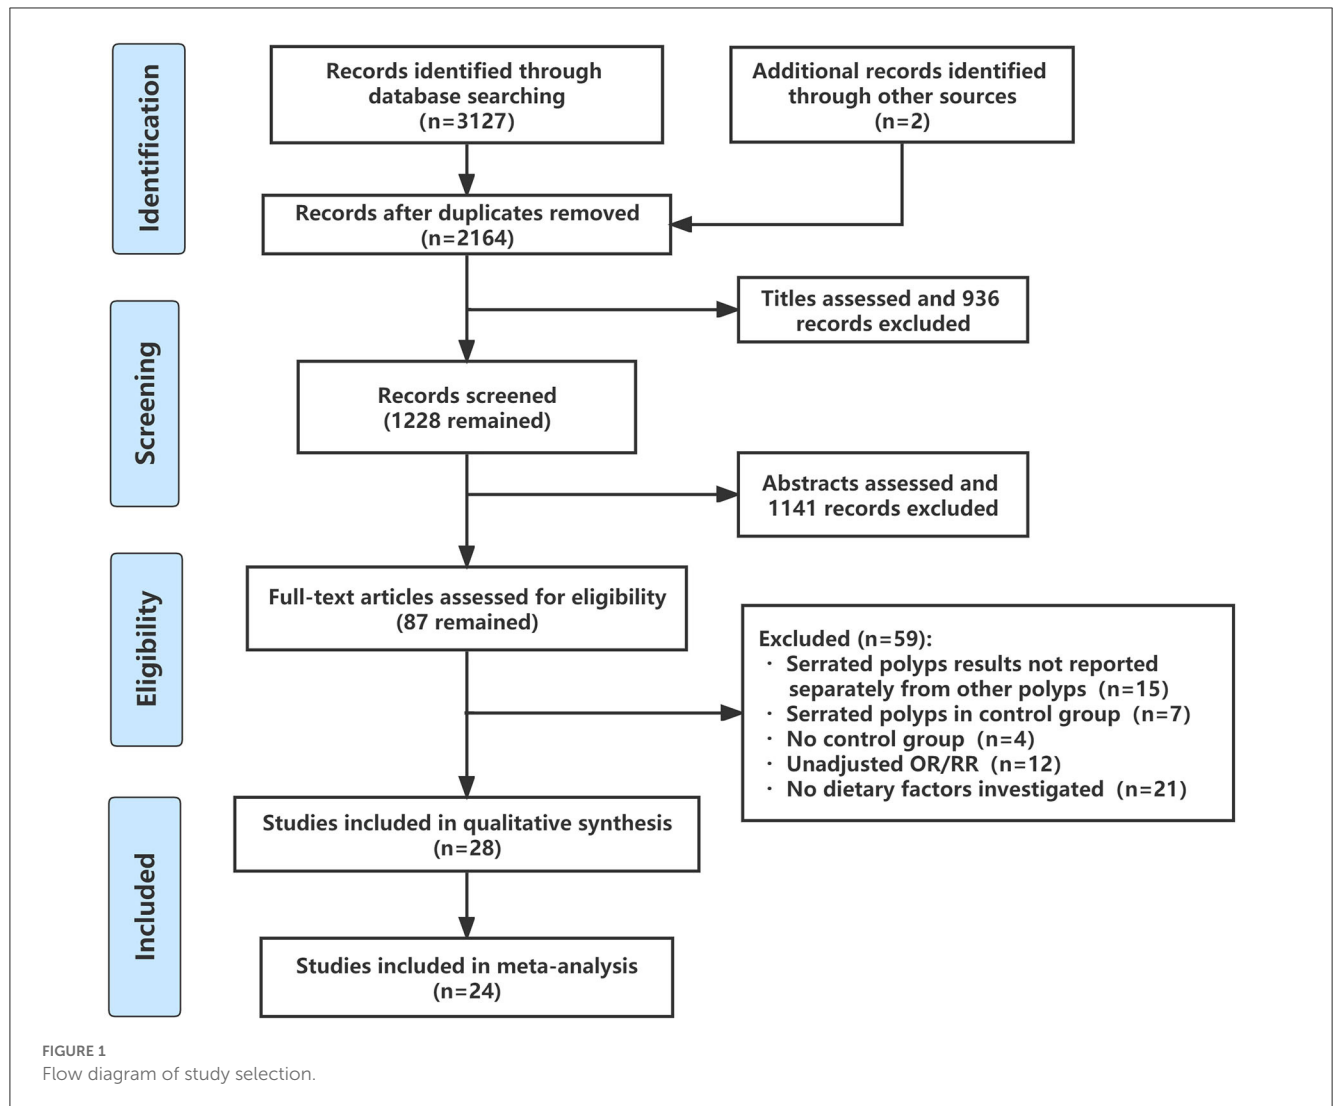 Identification
Records identified through
database searching
(n=3127)
Additional records identified
through other sources
(n=2)
Records after duplicates removed
(n=2164)
Titles assessed and 936
records excluded
Screening
Records screened
(1228 remained)
Abstracts assessed and
1141 records excluded
Eligibility
Full-text articles assessed for eligibility
(87 remained)
Excluded (n=59):
· Serrated polyps results not reported
separately from other polyps (n=15)
· Serrated polyps in control group (n=7)
· No control group (n=4)
· Unadjusted OR/RR (n=12)
· No dietary factors investigated (n=21)
Included
Studies included in qualitative synthesis
(n=28)
Studies included in meta-analysis
(n=24)
FIGURE 1
Flow diagram of study selection.